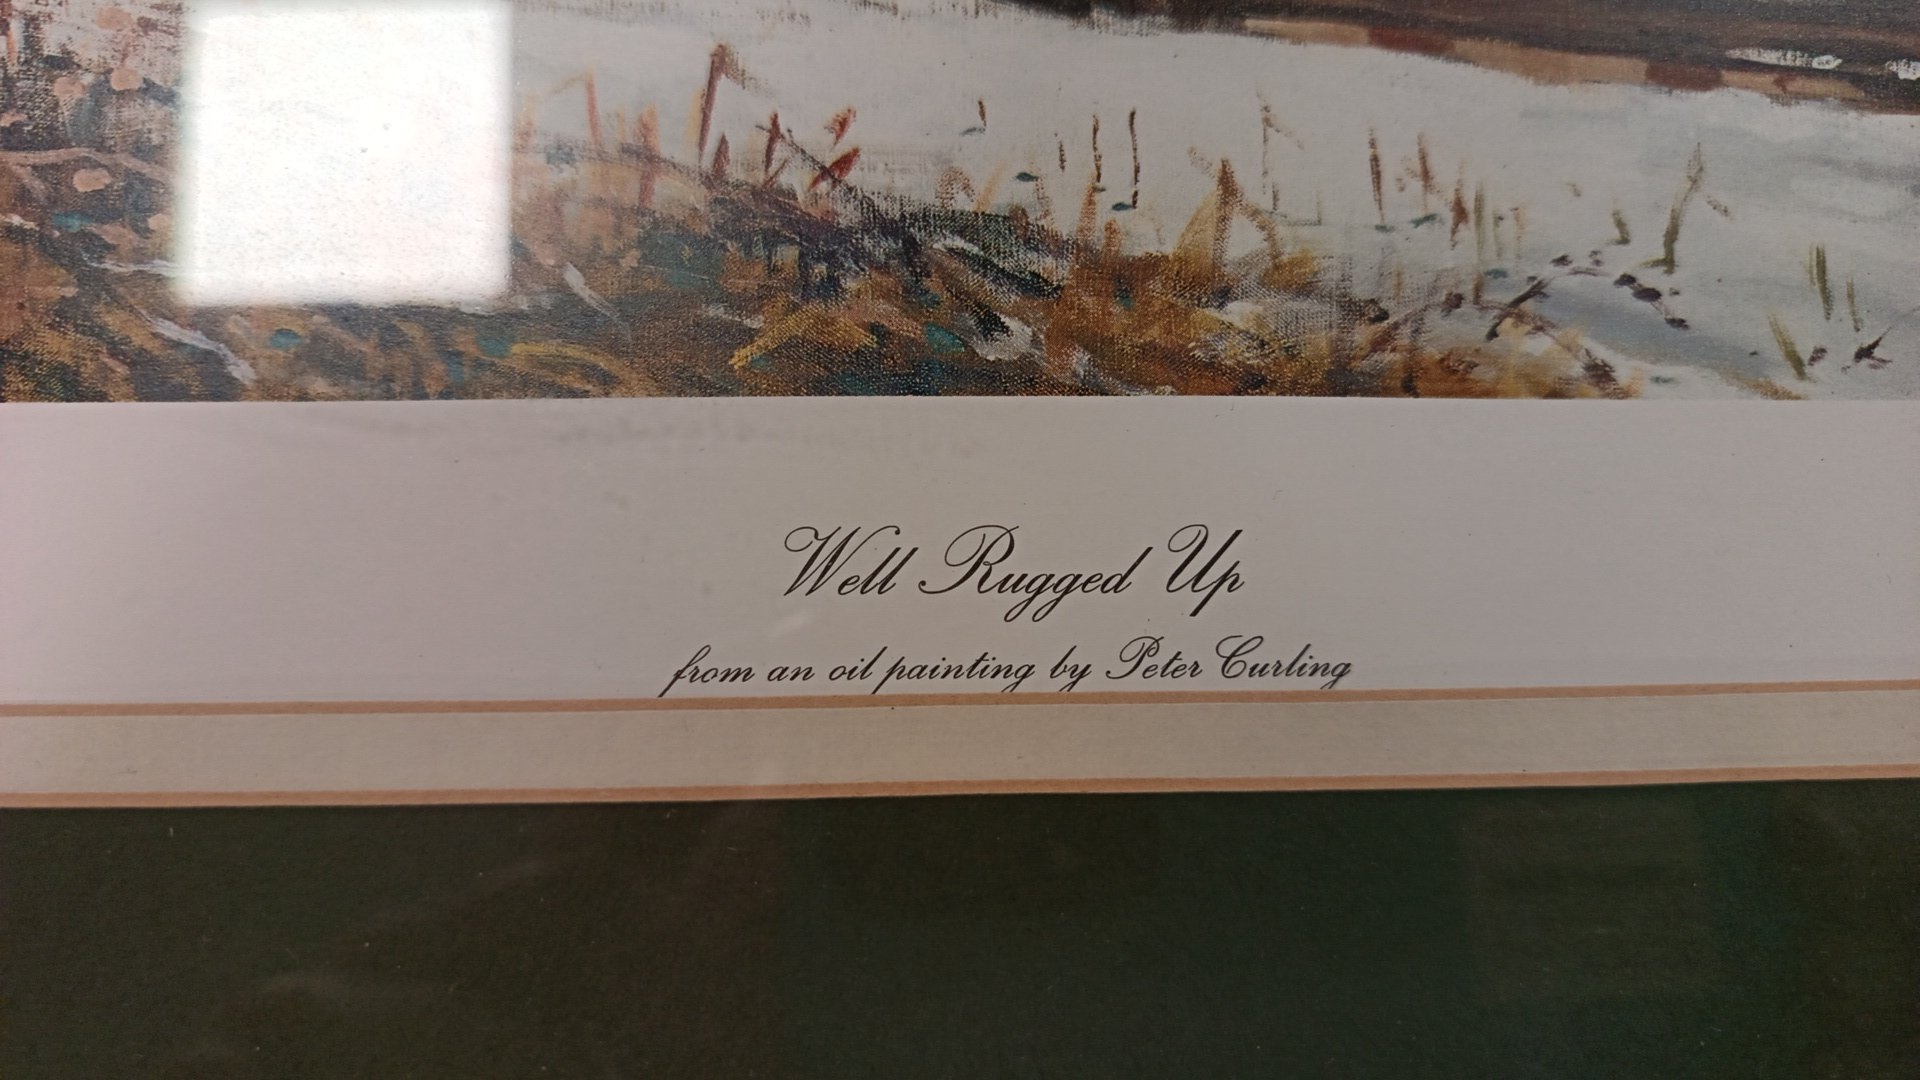 Well Rugged Up
from an oil painting by Peter Curling